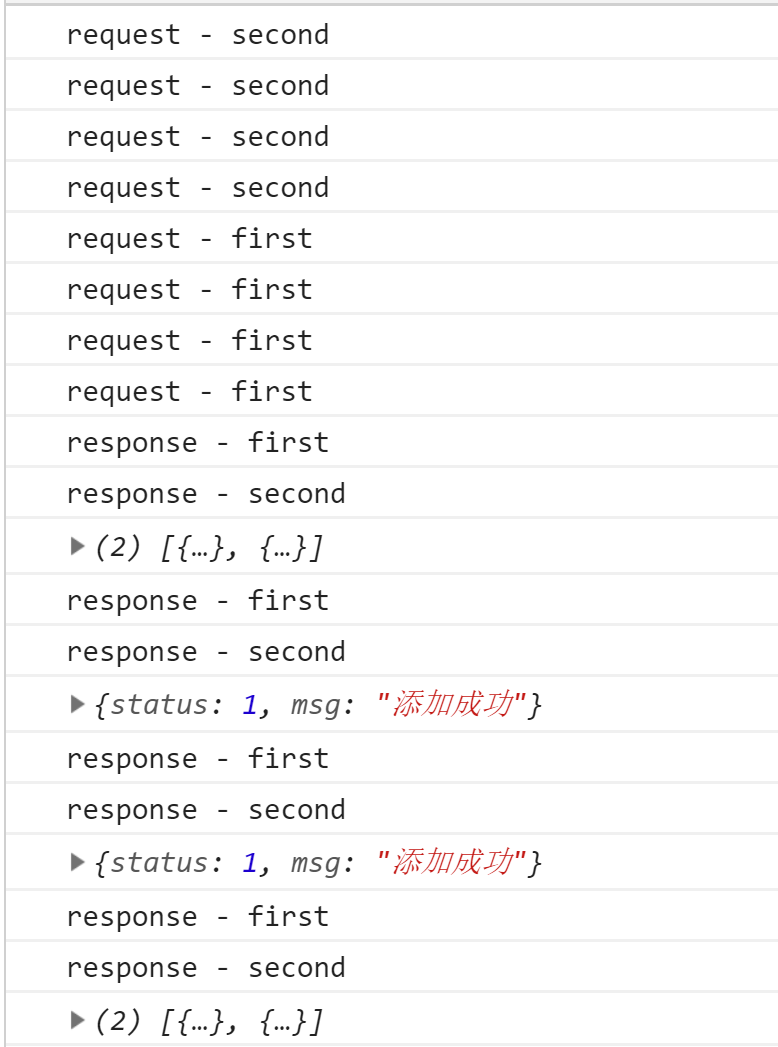 request - second
request - second
request - second
request - second
request - first
request - first
request - first
request - first
response - first
response - second
(2) [{…}, {…}]
response - first
response - second
{status: 1, msg: "添加成功"}
response - first
response - second
{status: 1, msg: "添加成功"}
response - first
response - second
(2) [{…}, {…}]